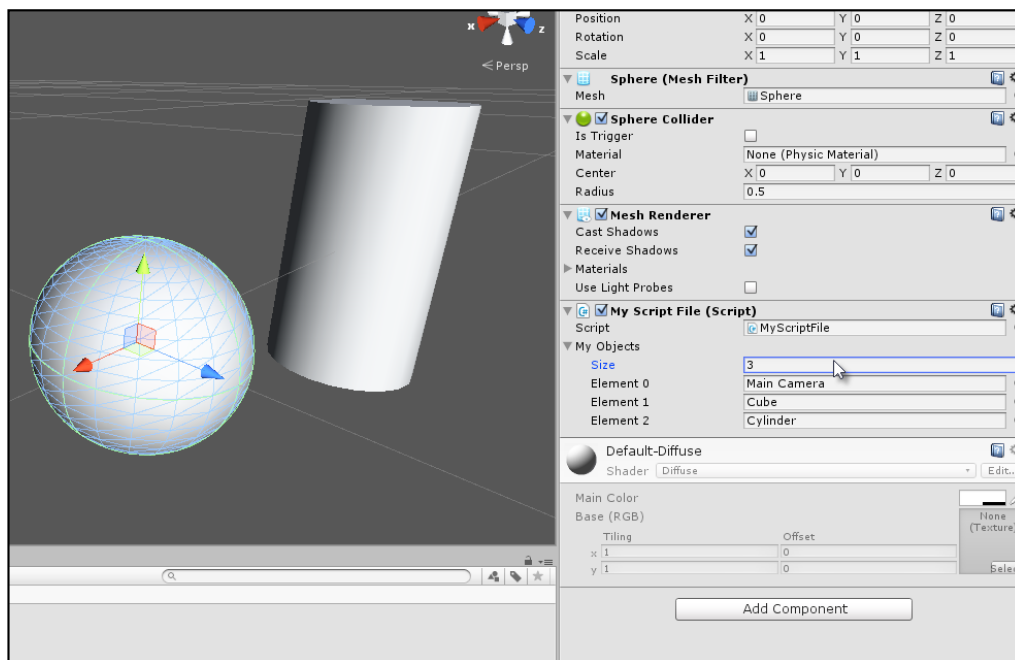 x z
Persp
Position X 0 Y 0 Z 0
Rotation X 0 Y 0 Z 0
Scale X 1 Y 1 Z 1
Sphere (Mesh Filter)
Mesh Sphere
Sphere Collider
Is Trigger
Material None (Physic Material)
Center X 0 Y 0 Z 0
Radius 0.5
Mesh Renderer
Cast Shadows
Receive Shadows
Materials
Use Light Probes
My Script File (Script)
Script MyScriptFile
My Objects
Size 3
Element 0 Main Camera
Element 1 Cube
Element 2 Cylinder
Default-Diffuse
Shader Diffuse Edit...
Main Color
Base (RGB) None
(Texture)
Tiling Offset
x 1 0
y 1 0
Selec
Add Component